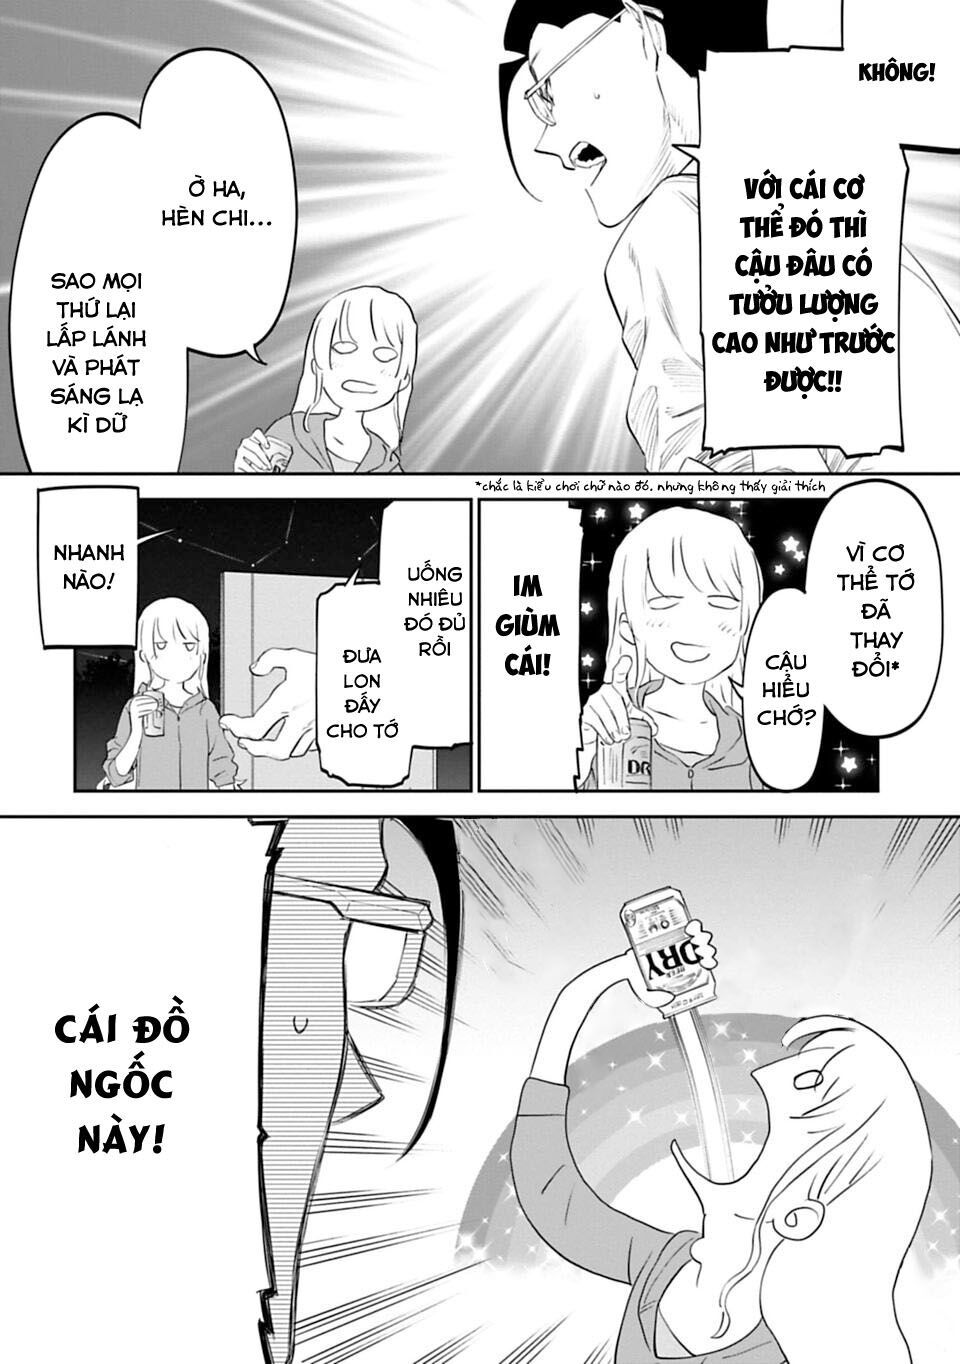 KHÔNG!
VỚI CÁI CƠ
THỂ ĐÓ THÌ
CẬU ĐÂU CÓ
TƯỞU LƯỢNG
CAO NHƯ TRƯỚC
ĐƯỢC!!
Ờ HA,
HÈN CHI...
SAO MỌI
THỨ LẠI
LẤP LÁNH
VÀ PHÁT
SÁNG LẠ
KÌ DỮ
*chắc là kiểu chơi chữ nào đó, nhưng không thấy giải thích
VÌ CƠ
THỂ TỚ
ĐÃ
THAY
ĐỔI*
CẬU
HIỂU
CHỚ?
IM
GIÙM
CÁI!
DR
UỐNG
NHIÊU
ĐÓ ĐỦ
RỒI
ĐƯA
LON
ĐẤY
CHO TỚ
NHANH
NÀO!
DRY
BEER
CÁI ĐỒ
NGỐC
NÀY!